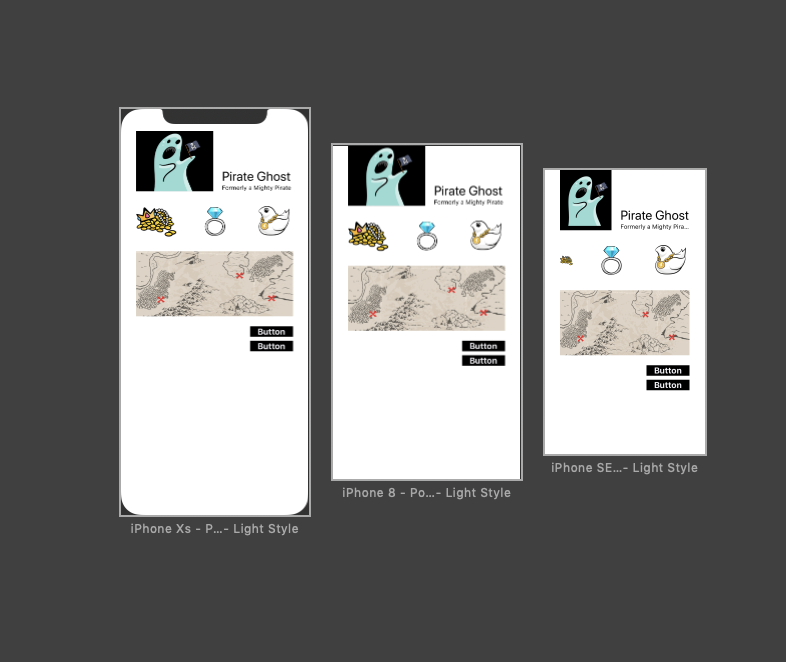 Pirate Ghost
Formerly a Mighty Pirate
Button
Button
iPhone Xs - P...- Light Style
Pirate Ghost
Formerly a Mighty Pirate
Button
Button
iPhone 8 - Po...- Light Style
Pirate Ghost
Formerly a Mighty Pira...
Button
Button
iPhone SE...- Light Style